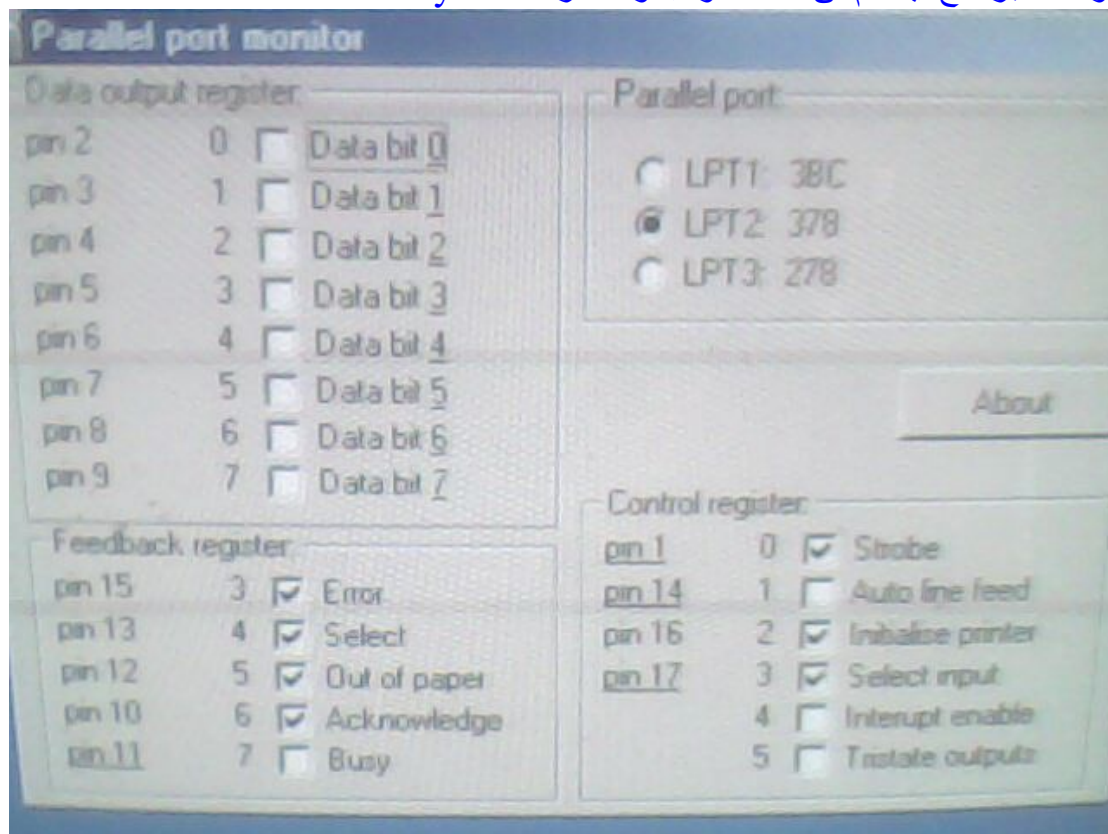 Parallel port monitor
Data output register:
pin 2 0 Data bit 0
pin 3 1 Data bit 1
pin 4 2 Data bit 2
pin 5 3 Data bit 3
pin 6 4 Data bit 4
pin 7 5 Data bit 5
pin 8 6 Data bit 6
pin 9 7 Data bit 7
Feedback register:
pin 15 3 Error
pin 13 4 Select
pin 12 5 Out of paper
pin 10 6 Acknowledge
pin 11 7 Busy
Parallel port:
LPT1: 3BC
LPT2: 378
LPT3: 278
About
Control register:
pin 1 0 Strobe
pin 14 1 Auto line feed
pin 16 2 Initialise printer
pin 17 3 Select input
4 Interupt enable
5 Tristate outputs